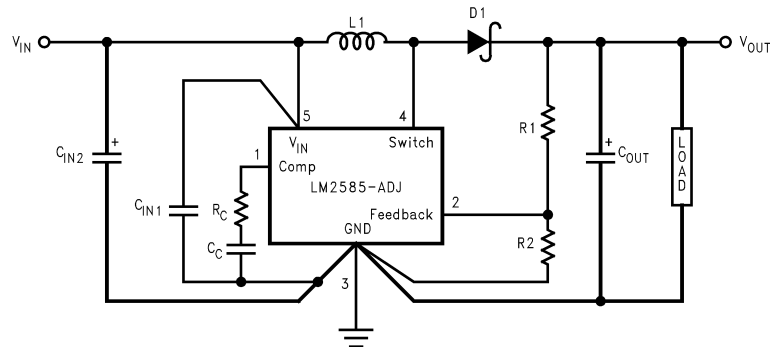 L1
D1
VIN
VOUT
5
4
VIN
Switch
R1
CIN2
+
1
Comp
LM2585-ADJ
+
COUT
LOAD
CIN1
RC
2
Feedback
GND
R2
CC
3